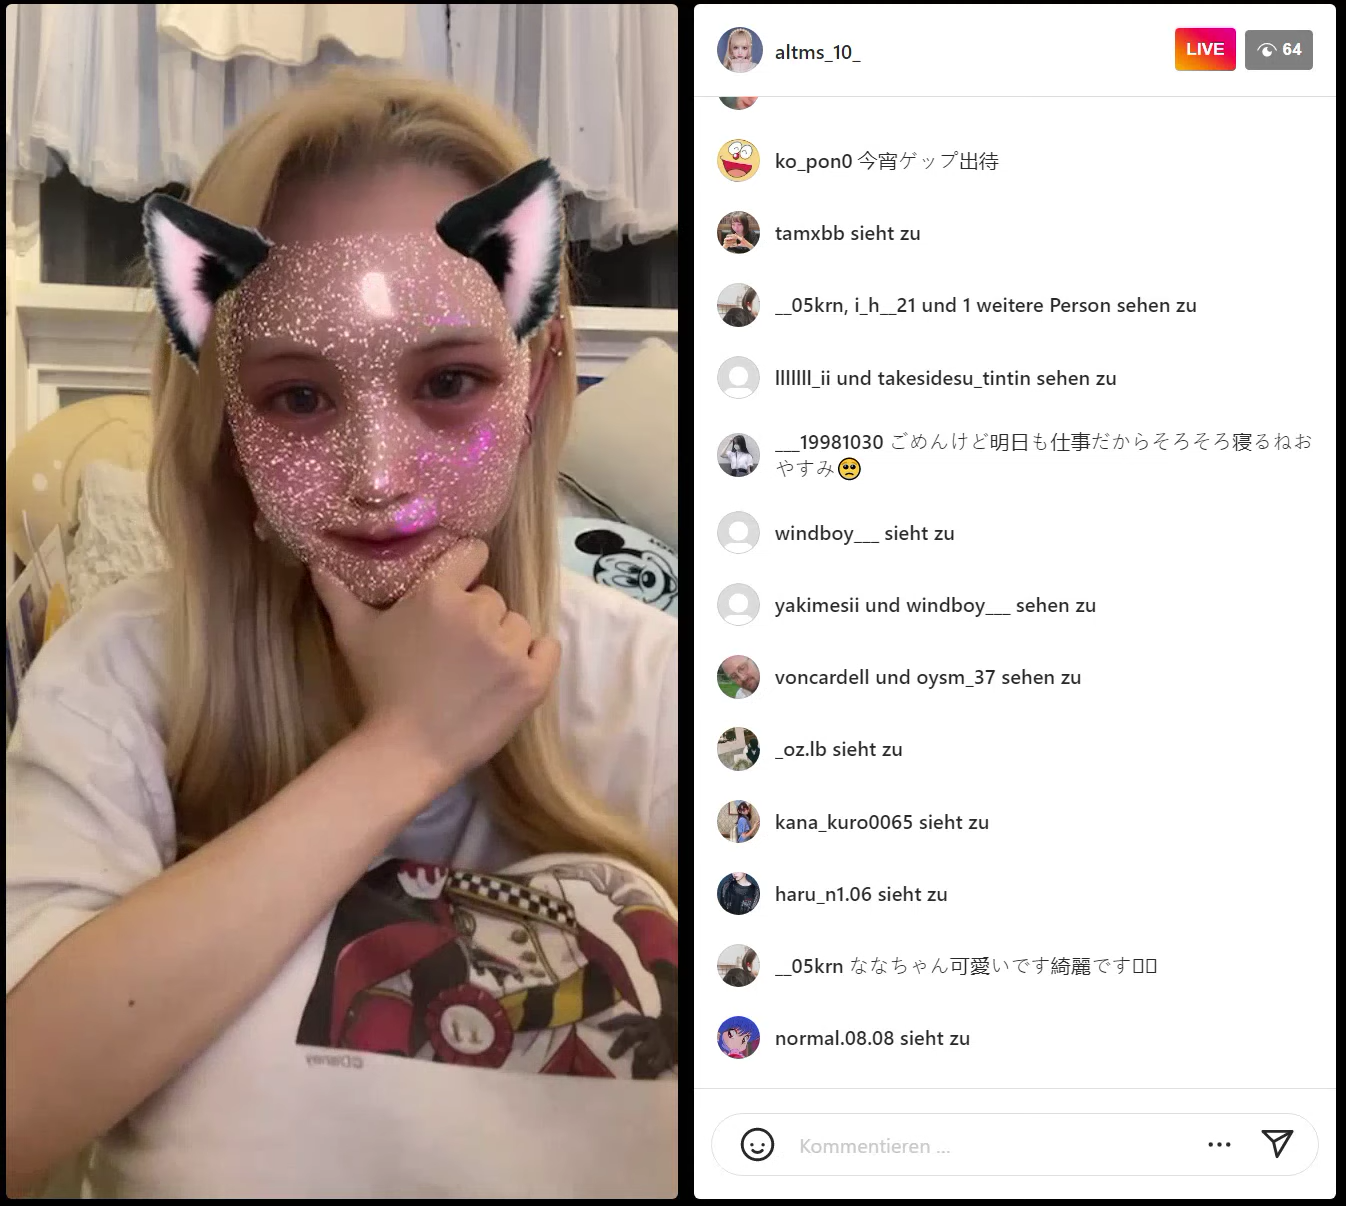 altms_10_
LIVE
64
ko_pon0 今宵ゲップ出待
tamxbb sieht zu
__05krn, i_h__21 und 1 weitere Person sehen zu
lllllll_ii und takesidesu_tintin sehen zu
___19981030 ごめんけど明日も仕事だからそろそろ寝るねお
やすみ🥺
windboy___ sieht zu
yakimesii und windboy___ sehen zu
voncardell und oysm_37 sehen zu
_oz.lb sieht zu
kana_kuro0065 sieht zu
haru_n1.06 sieht zu
__05krn ななちゃん可愛いです綺麗です
normal.08.08 sieht zu
Kommentieren ...
©Disney